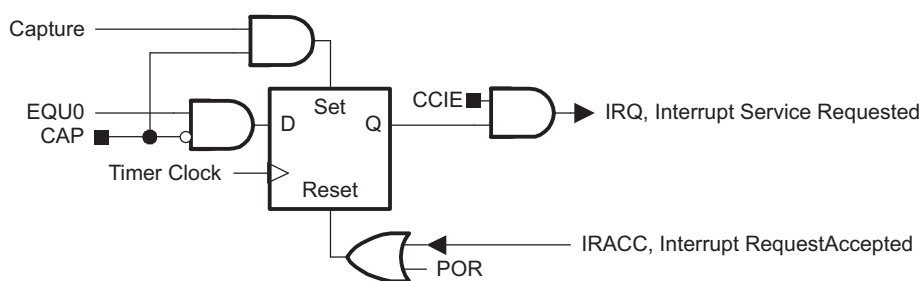 Capture
EQU0
CAP
Set
D
Q
CCIE
IRQ, Interrupt Service Requested
Timer Clock
Reset
IRACC, Interrupt RequestAccepted
POR